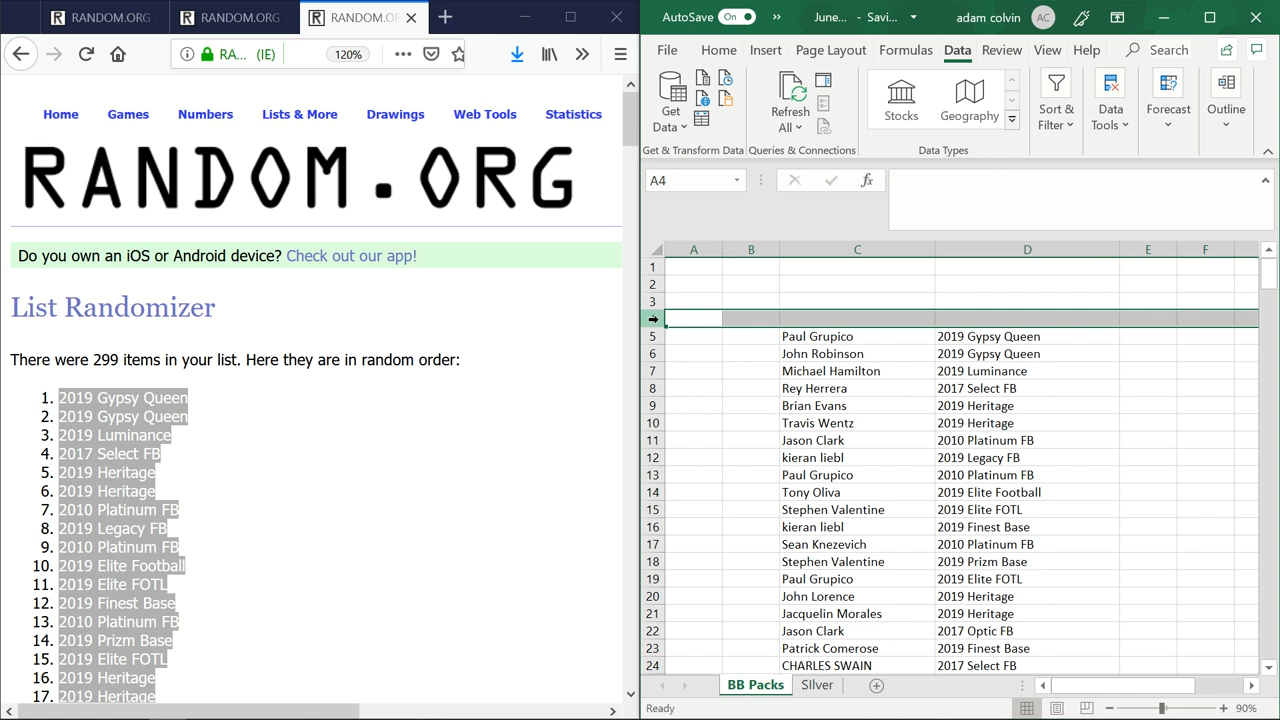 RANDOM.ORG
RANDOM.ORG
RANDOM.O
RA... (IE)
120%
Home Games Numbers Lists & More Drawings Web Tools Statistics
RANDOM.ORG
Do you own an iOS or Android device? Check out our app!
List Randomizer
There were 299 items in your list. Here they are in random order:
1. 2019 Gypsy Queen
2. 2019 Gypsy Queen
3. 2019 Luminance
4. 2017 Select FB
5. 2019 Heritage
6. 2019 Heritage
7. 2010 Platinum FB
8. 2019 Legacy FB
9. 2010 Platinum FB
10. 2019 Elite Football
11. 2019 Elite FOTL
12. 2019 Finest Base
13. 2010 Platinum FB
14. 2019 Prizm Base
15. 2019 Elite FOTL
16. 2019 Heritage
17. 2019 Heritage
AutoSave On June... - Savi... adam colvin AC
File Home Insert Page Layout Formulas Data Review View Help Search
Get Data
Refresh All
Stocks
Geography
Sort & Filter
Data Tools
Forecast
Outline
Get & Transform Data Queries & Connections Data Types
A4 fx
A B C D E F
1
2
3
4
5 Paul Grupico 2019 Gypsy Queen
6 John Robinson 2019 Gypsy Queen
7 Michael Hamilton 2019 Luminance
8 Rey Herrera 2017 Select FB
9 Brian Evans 2019 Heritage
10 Travis Wentz 2019 Heritage
11 Jason Clark 2010 Platinum FB
12 kieran liebl 2019 Legacy FB
13 Paul Grupico 2010 Platinum FB
14 Tony Oliva 2019 Elite Football
15 Stephen Valentine 2019 Elite FOTL
16 kieran liebl 2019 Finest Base
17 Sean Knezevich 2010 Platinum FB
18 Stephen Valentine 2019 Prizm Base
19 Paul Grupico 2019 Elite FOTL
20 John Lorence 2019 Heritage
21 Jacquelin Morales 2019 Heritage
22 Jason Clark 2017 Optic FB
23 Patrick Comerose 2019 Finest Base
24 CHARLES SWAIN 2017 Select FB
BB Packs SIlver
Ready 90%